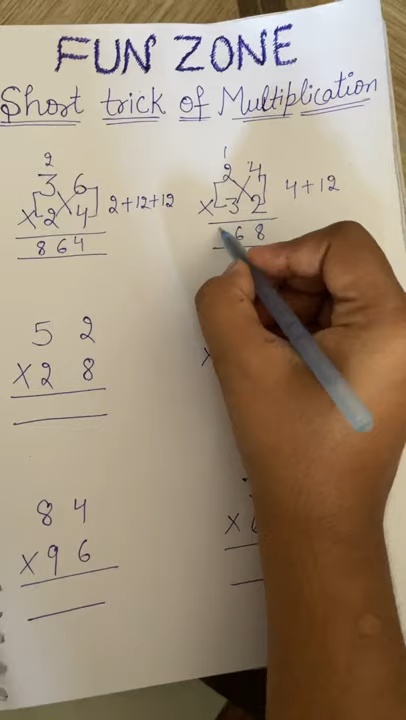 FUN ZONE
Short trick of Multiplication
2
3 6
× 2 4 2+12+12
8 6 4
1
2 4
× 3 2 4+12
6 8
5 2
× 2 8
8 4
× 9 6
×